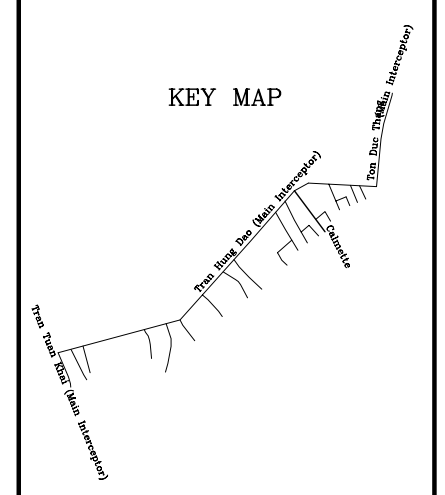 KEY MAP
Ton Duc Thang (Main Interceptor)
Tran Hung Dao (Main Interceptor)
Calmette
Tran Tuan Khai (Main Interceptor)